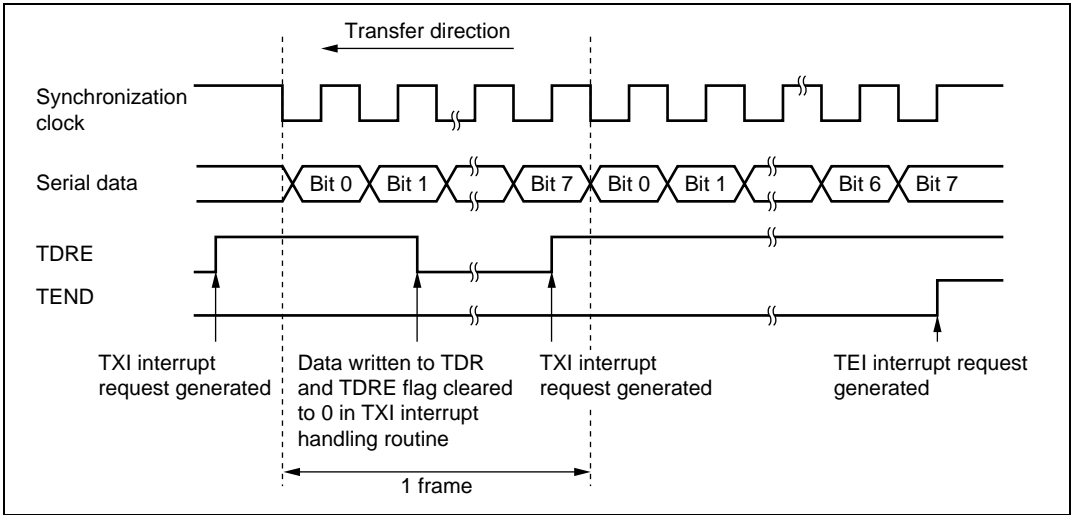 Transfer direction
Synchronization
clock
Serial data
Bit 0 Bit 1 Bit 7 Bit 0 Bit 1 Bit 6 Bit 7
TDRE
TEND
TXI interrupt
request generated
Data written to TDR
and TDRE flag cleared
to 0 in TXI interrupt
handling routine
TXI interrupt
request generated
TEI interrupt request
generated
1 frame